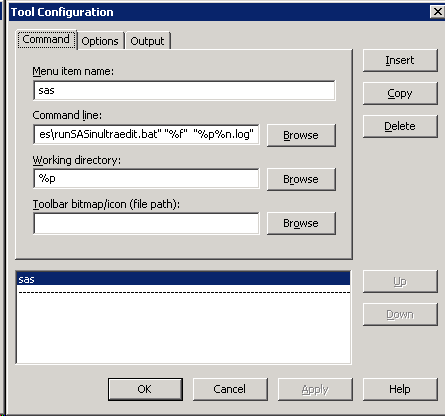 Tool Configuration
Command Options Output
Menu item name:
sas
Command line:
es\runSASinultraedit.bat" "%f"  "%p%n.log"
Browse
Working directory:
%p
Browse
Toolbar bitmap/icon (file path):
Browse
Insert
Copy
Delete
sas
Up
Down
OK Cancel Apply Help